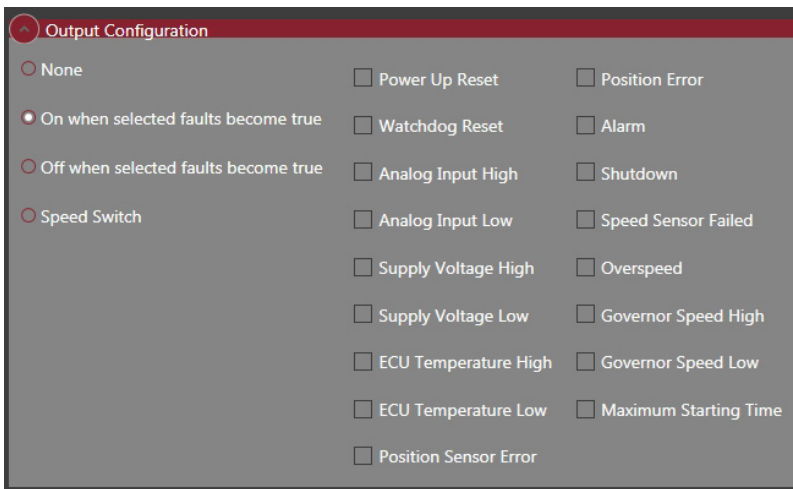 Output Configuration
None
On when selected faults become true
Off when selected faults become true
Speed Switch
Power Up Reset
Watchdog Reset
Analog Input High
Analog Input Low
Supply Voltage High
Supply Voltage Low
ECU Temperature High
ECU Temperature Low
Position Sensor Error
Position Error
Alarm
Shutdown
Speed Sensor Failed
Overspeed
Governor Speed High
Governor Speed Low
Maximum Starting Time